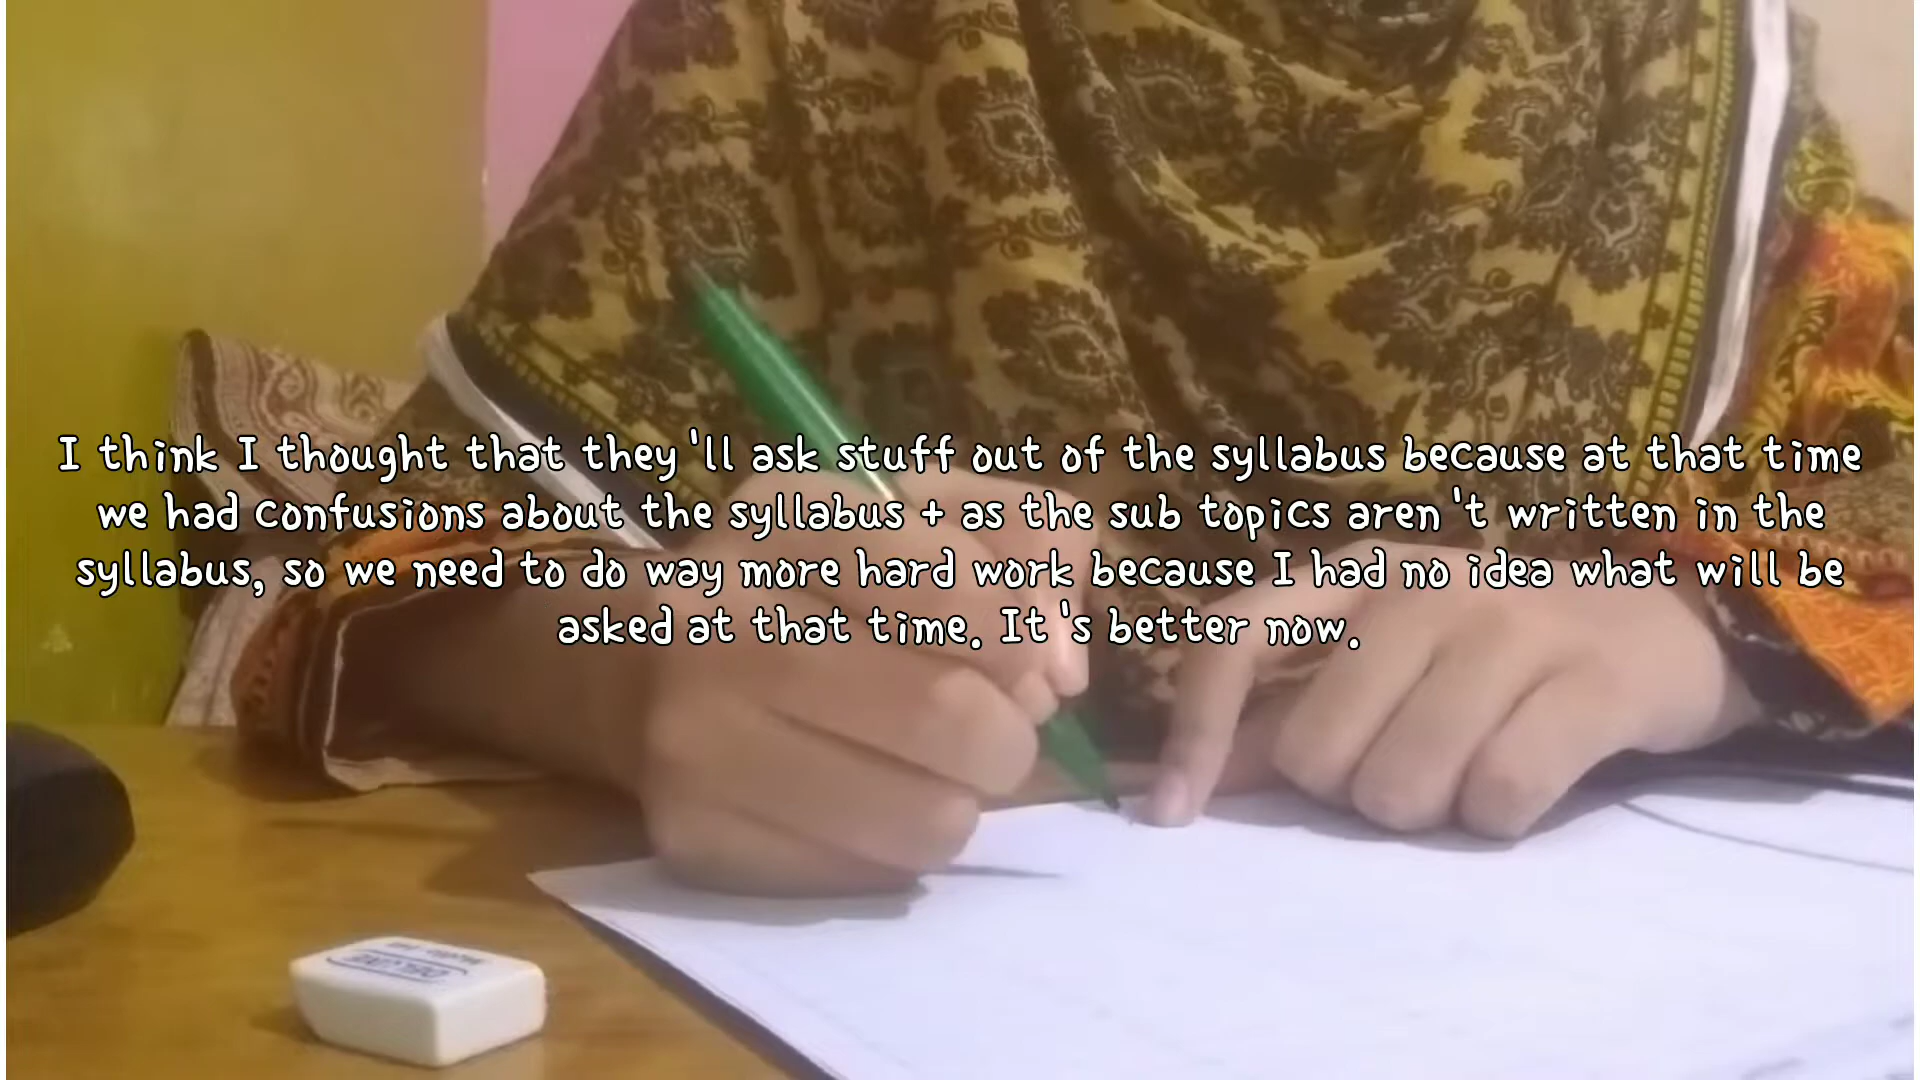 I think I thought that they'll ask stuff out of the syllabus because at that time
we had confusions about the syllabus + as the sub topics aren't written in the
syllabus, so we need to do way more hard work because I had no idea what will be
asked at that time. It's better now.